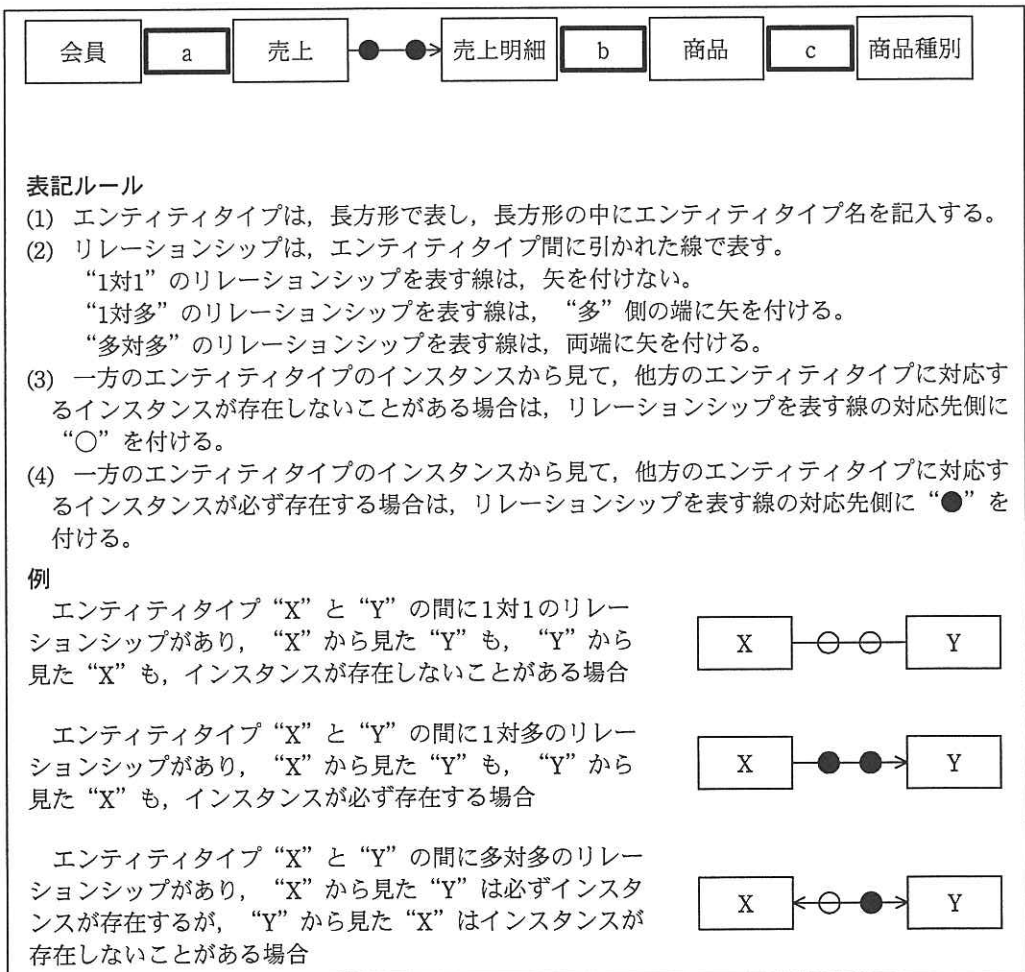 会員 a 売上 売上明細 b 商品 c 商品種別
表記ルール
(1) エンティティタイプは，長方形で表し，長方形の中にエンティティタイプ名を記入する。
(2) リレーションシップは，エンティティタイプ間に引かれた線で表す。
“1対1”のリレーションシップを表す線は，矢を付けない。
“1対多”のリレーションシップを表す線は，“多”側の端に矢を付ける。
“多対多”のリレーションシップを表す線は，両端に矢を付ける。
(3) 一方のエンティティタイプのインスタンスから見て，他方のエンティティタイプに対応す
るインスタンスが存在しないことがある場合は，リレーションシップを表す線の対応先側に
“○”を付ける。
(4) 一方のエンティティタイプのインスタンスから見て，他方のエンティティタイプに対応す
るインスタンスが必ず存在する場合は，リレーションシップを表す線の対応先側に“●”を
付ける。
例
エンティティタイプ“X”と“Y”の間に1対1のリレー
ションシップがあり，“X”から見た“Y”も，“Y”から
見た“X”も，インスタンスが存在しないことがある場合
X Y
エンティティタイプ“X”と“Y”の間に1対多のリレー
ションシップがあり，“X”から見た“Y”も，“Y”から
見た“X”も，インスタンスが必ず存在する場合
X Y
エンティティタイプ“X”と“Y”の間に多対多のリレー
ションシップがあり，“X”から見た“Y”は必ずインスタ
ンスが存在するが，“Y”から見た“X”はインスタンスが
存在しないことがある場合
X Y